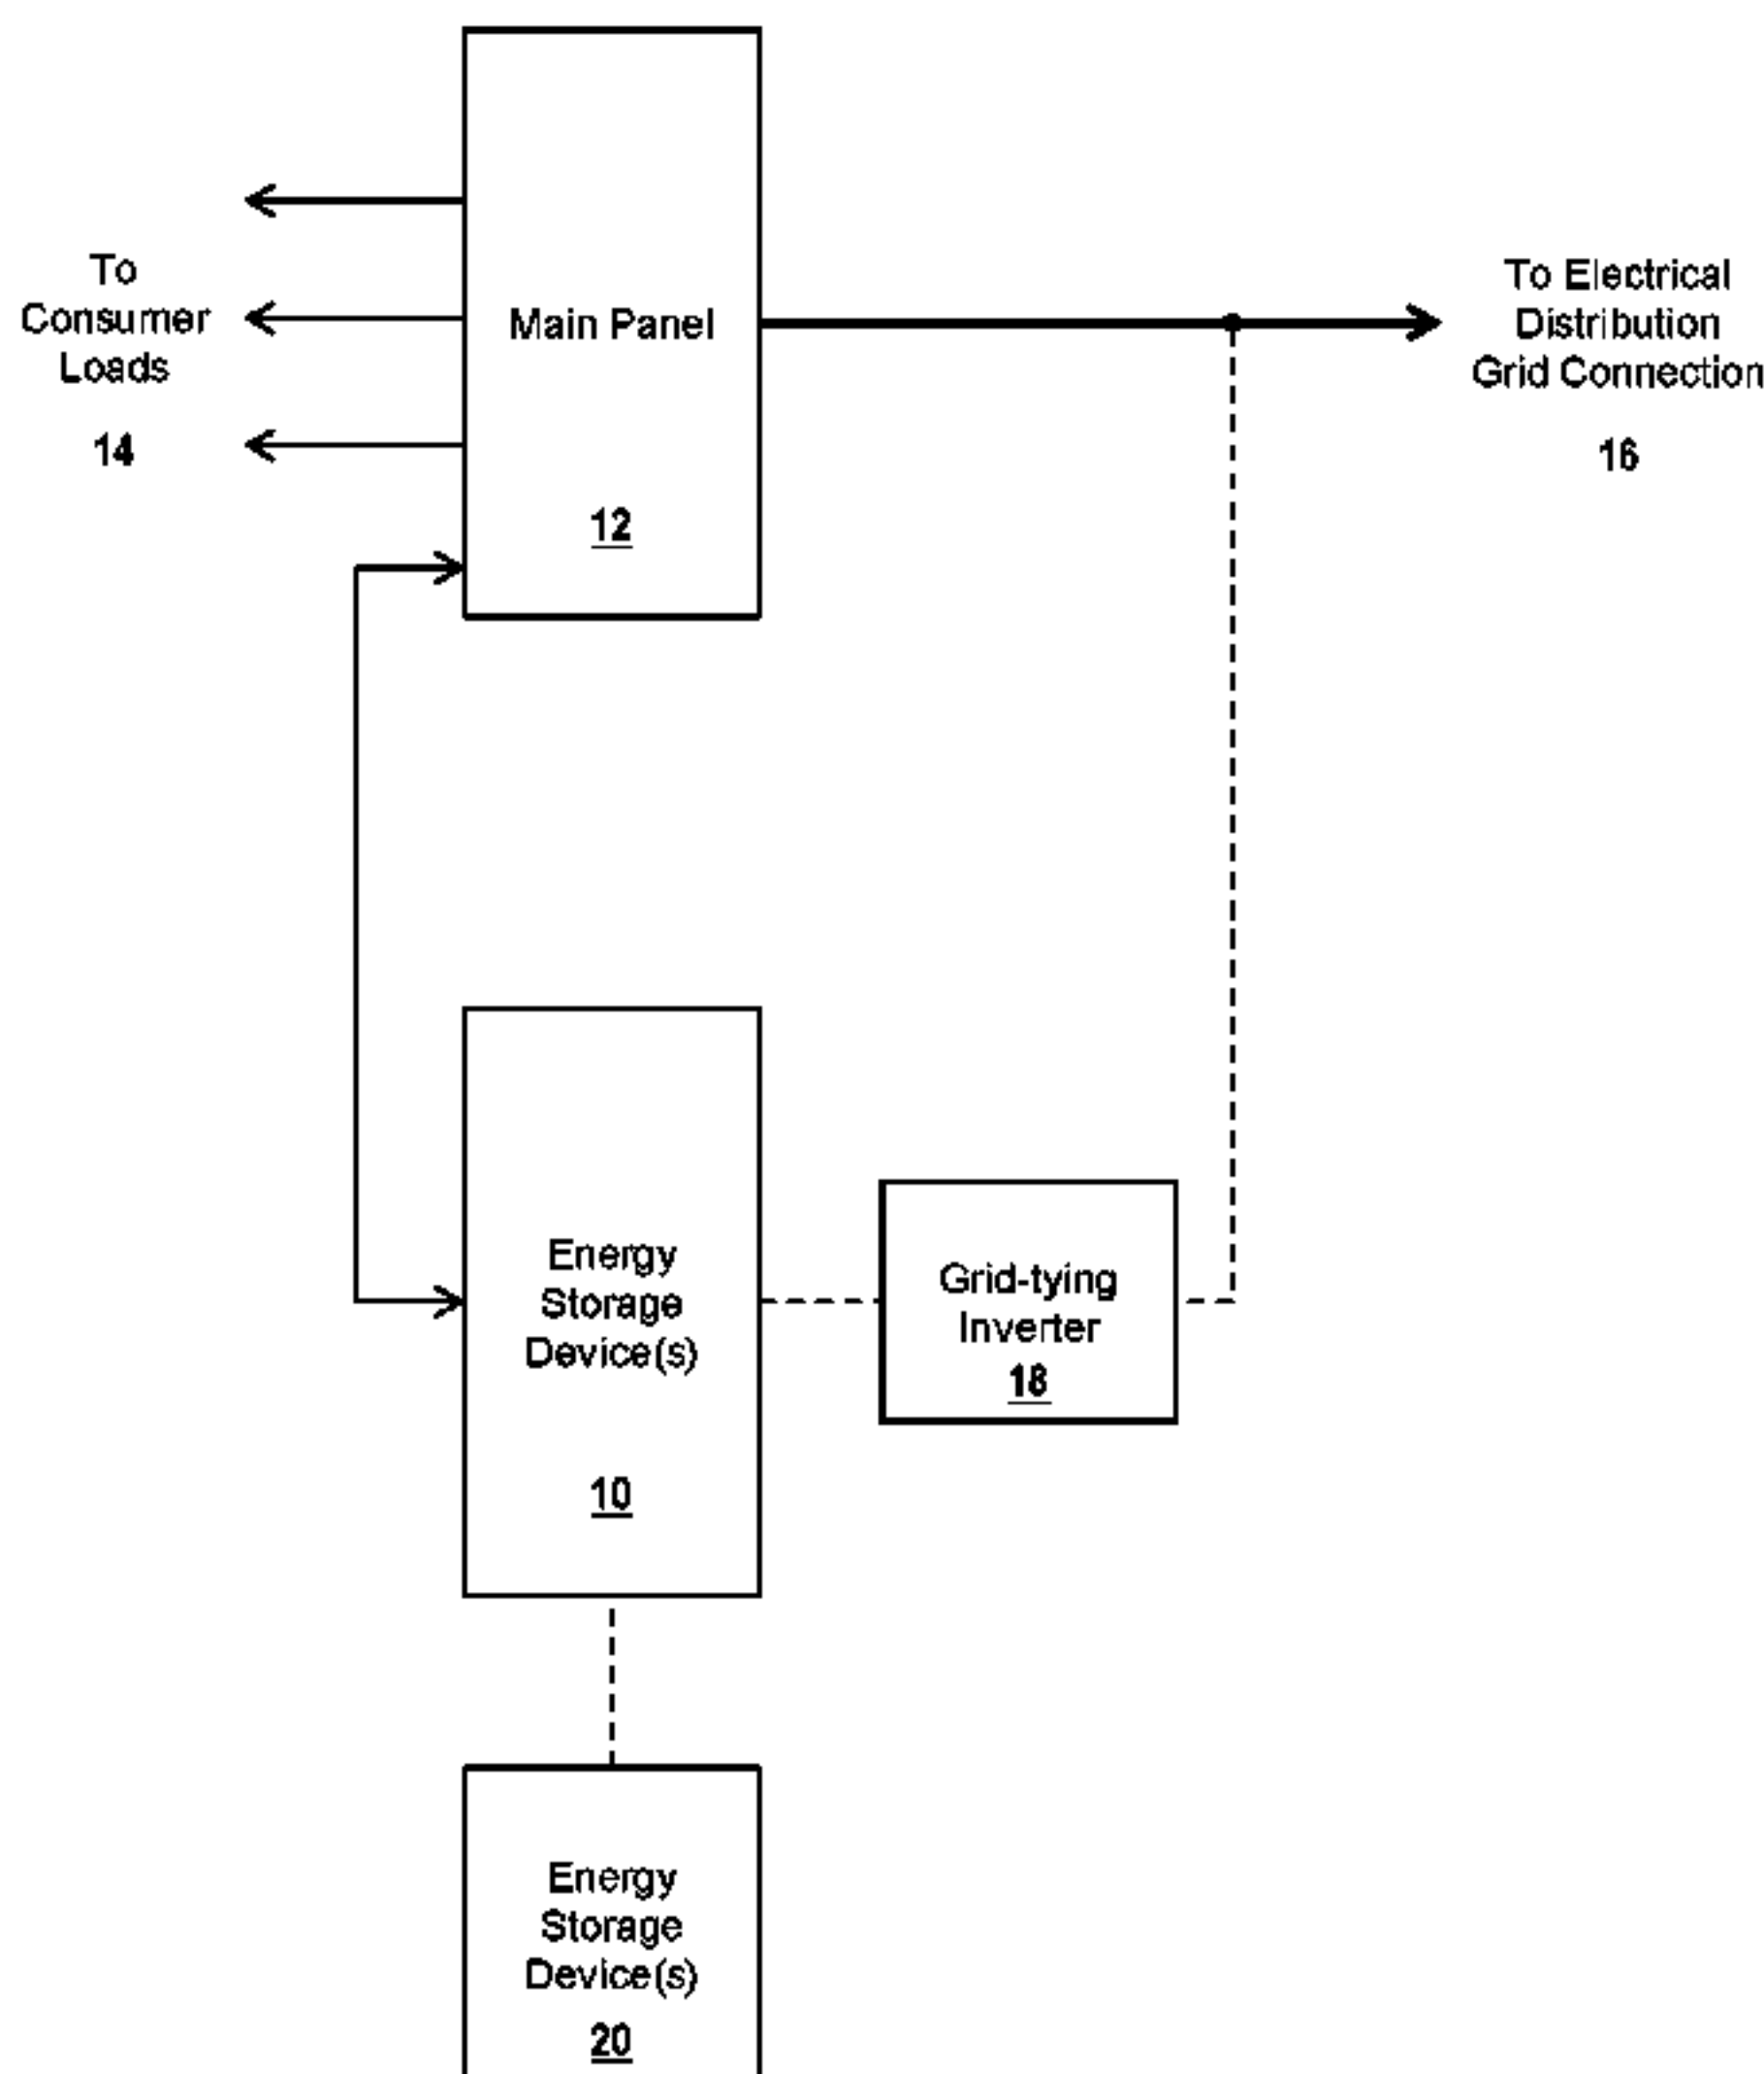 To
Consumer
Loads
14
Main Panel
12
To Electrical
Distribution
Grid Connection
16
Energy
Storage
Device(s)
10
Grid-tying
Inverter
18
Energy
Storage
Device(s)
20